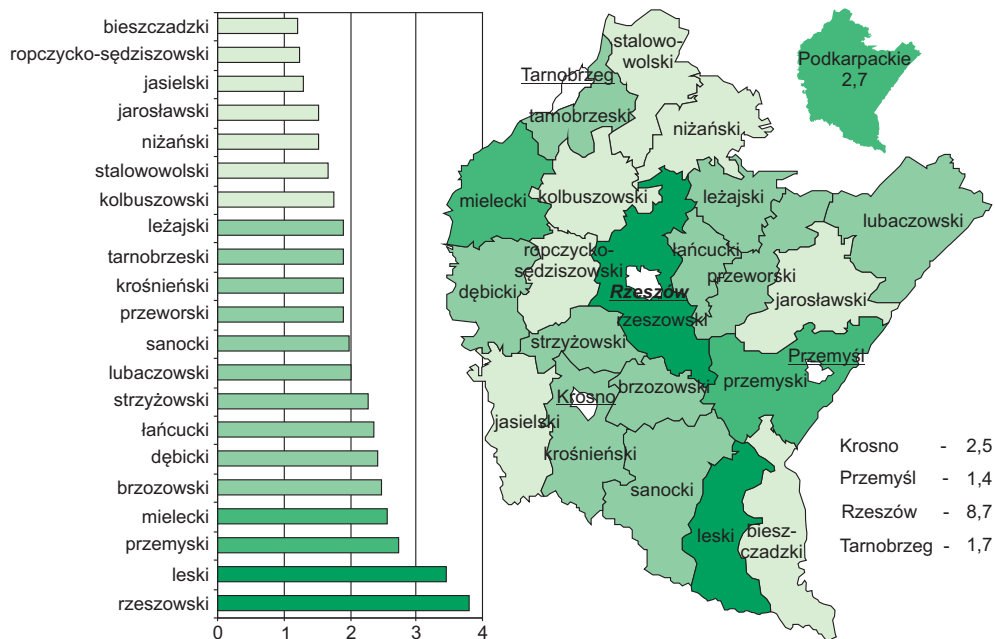 bieszczadzki
ropczycko-sędziszowski
jasielski
jarosławski
niżański
stalowowolski
kolbuszowski
leżajski
tarnobrzeski
krośnieński
przeworski
sanocki
lubaczowski
strzyżowski
łańcucki
dębicki
brzozowski
mielecki
przemyski
leski
rzeszowski
0 1 2 3 4
stalowo-
wolski
Tarnobrzeg
tarnobrzeski
niżański
mielecki
kolbuszowski
leżajski
lubaczowski
ropczycko-
sędziszowski
łańcucki
przeworski
dębicki
Rzeszów
jarosławski
rzeszowski
strzyżowski
Przemyśl
przemyski
brzozowski
Krosno
jasielski
krośnieński
sanocki
leski
biesz-
czadzki
Podkarpackie
2,7
Krosno - 2,5
Przemyśl - 1,4
Rzeszów - 8,7
Tarnobrzeg - 1,7